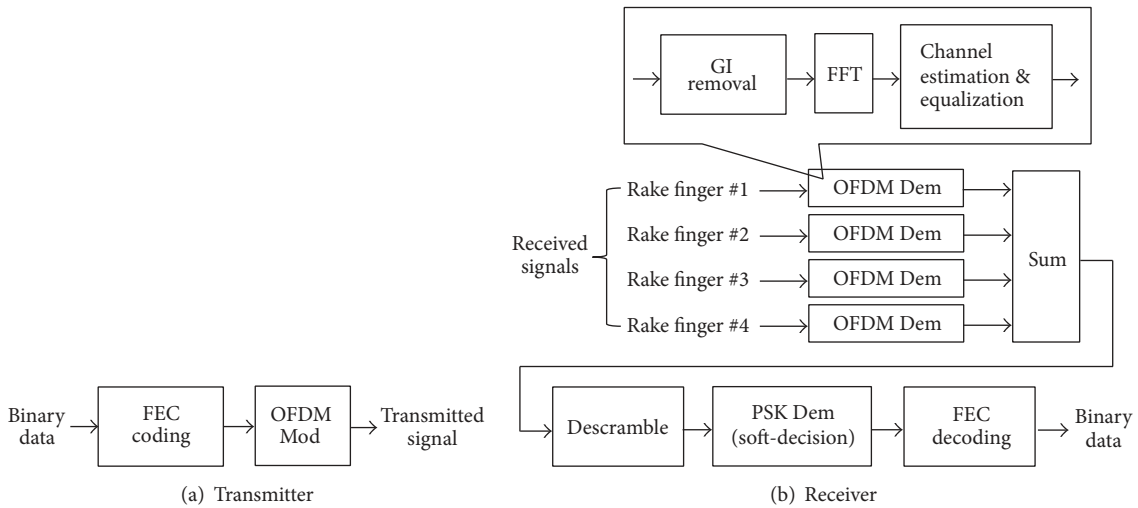 GI
removal
FFT
Channel
estimation &
equalization
Rake finger #1
OFDM Dem
Rake finger #2
OFDM Dem
Received
signals
Sum
Rake finger #3
OFDM Dem
Rake finger #4
OFDM Dem
Binary
data
FEC
coding
OFDM
Mod
Transmitted
signal
(a) Transmitter
Descramble
PSK Dem
(soft-decision)
FEC
decoding
Binary
data
(b) Receiver